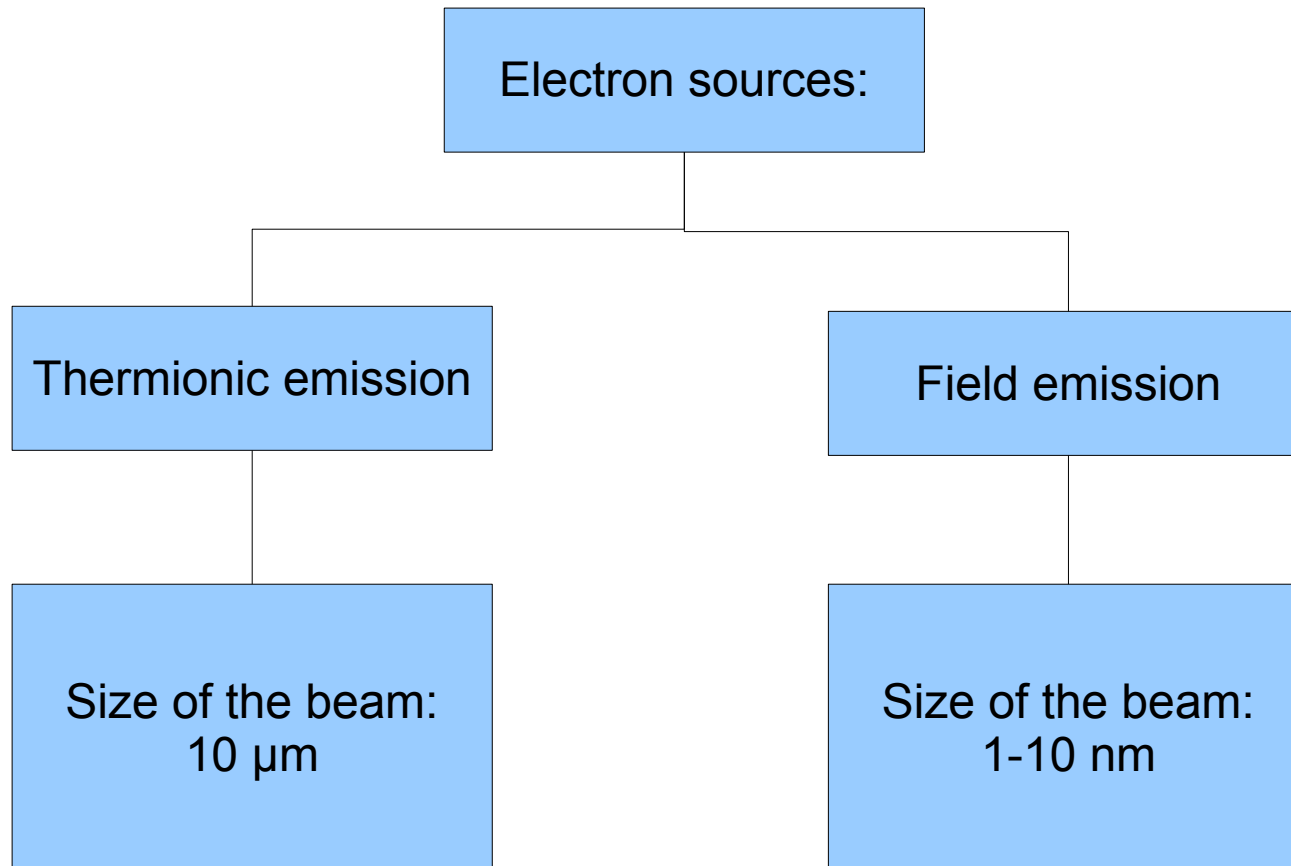 Electron sources:
Thermionic emission
Field emission
Size of the beam:
10 µm
Size of the beam:
1-10 nm